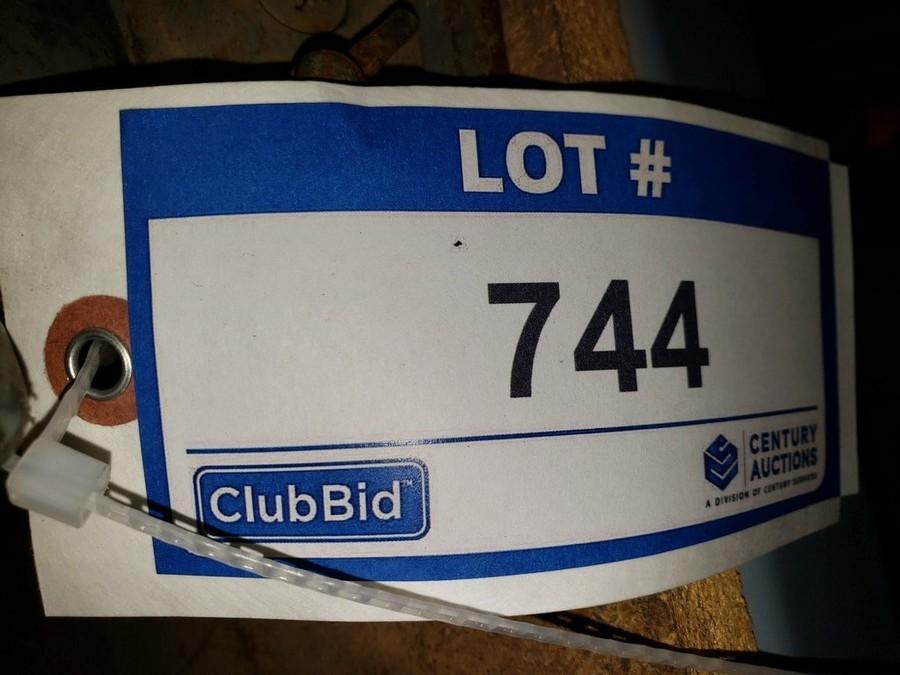 LOT #
744
ClubBid™
CENTURY
AUCTIONS
A DIVISION OF CENTURY SERVICES